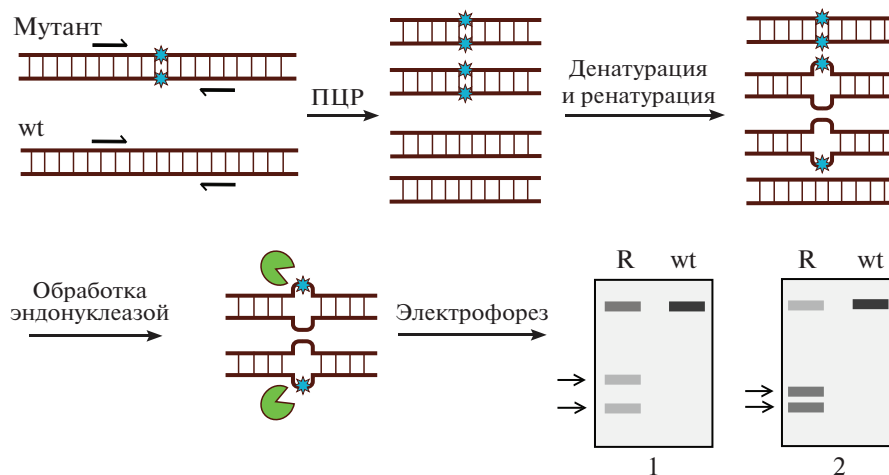 Мутант
wt
ПЦР
Денатурация
и ренатурация
Обработка
эндонуклеазой
Электрофорез
R wt
1
R wt
2